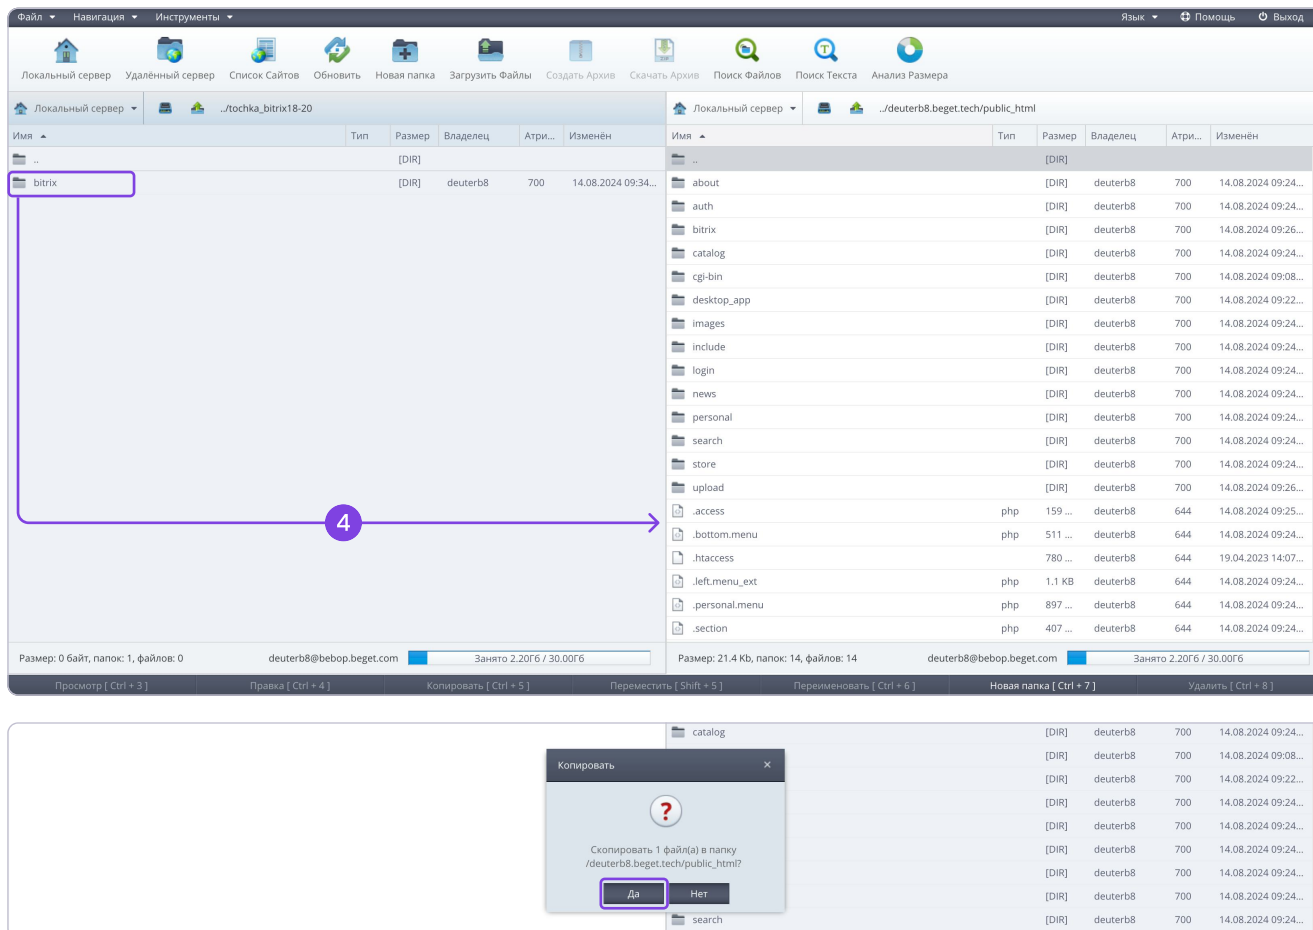 Файл Навигация Инструменты Язык Помощь Выход
Локальный сервер Удалённый сервер Список Сайтов Обновить Новая папка Загрузить Файлы Создать Архив Скачать Архив Поиск Файлов Поиск Текста Анализ Размера
Локальный сервер ../tochka_bitrix18-20
Имя Тип Размер Владелец Атри... Изменён
.. [DIR]
bitrix [DIR] deuterb8 700 14.08.2024 09:34...
4
Размер: 0 байт, папок: 1, файлов: 0 deuterb8@bebop.beget.com Занято 2.20Гб / 30.00Гб
Локальный сервер ../deuterb8.beget.tech/public_html
Имя Тип Размер Владелец Атри... Изменён
.. [DIR]
about [DIR] deuterb8 700 14.08.2024 09:24...
auth [DIR] deuterb8 700 14.08.2024 09:24...
bitrix [DIR] deuterb8 700 14.08.2024 09:26...
catalog [DIR] deuterb8 700 14.08.2024 09:24...
cgi-bin [DIR] deuterb8 700 14.08.2024 09:08...
desktop_app [DIR] deuterb8 700 14.08.2024 09:22...
images [DIR] deuterb8 700 14.08.2024 09:24...
include [DIR] deuterb8 700 14.08.2024 09:24...
login [DIR] deuterb8 700 14.08.2024 09:24...
news [DIR] deuterb8 700 14.08.2024 09:24...
personal [DIR] deuterb8 700 14.08.2024 09:24...
search [DIR] deuterb8 700 14.08.2024 09:24...
store [DIR] deuterb8 700 14.08.2024 09:24...
upload [DIR] deuterb8 700 14.08.2024 09:26...
.access php 159 ... deuterb8 644 14.08.2024 09:25...
.bottom.menu php 511 ... deuterb8 644 14.08.2024 09:24...
.htaccess 780 ... deuterb8 644 19.04.2023 14:07...
.left.menu_ext php 1.1 KB deuterb8 644 14.08.2024 09:24...
.personal.menu php 897 ... deuterb8 644 14.08.2024 09:24...
.section php 407 ... deuterb8 644 14.08.2024 09:24...
Размер: 21.4 Kb, папок: 14, файлов: 14 deuterb8@bebop.beget.com Занято 2.20Гб / 30.00Гб
Просмотр [ Ctrl + 3 ] Правка [ Ctrl + 4 ] Копировать [ Ctrl + 5 ] Переместить [ Shift + 5 ] Переименовать [ Ctrl + 6 ] Новая папка [ Ctrl + 7 ] Удалить [ Ctrl + 8 ]
catalog [DIR] deuterb8 700 14.08.2024 09:24...
[DIR] deuterb8 700 14.08.2024 09:08...
[DIR] deuterb8 700 14.08.2024 09:22...
[DIR] deuterb8 700 14.08.2024 09:24...
[DIR] deuterb8 700 14.08.2024 09:24...
[DIR] deuterb8 700 14.08.2024 09:24...
[DIR] deuterb8 700 14.08.2024 09:24...
[DIR] deuterb8 700 14.08.2024 09:24...
search [DIR] deuterb8 700 14.08.2024 09:24...
Копировать ×
?
Скопировать 1 файл(а) в папку
/deuterb8.beget.tech/public_html?
Да Нет